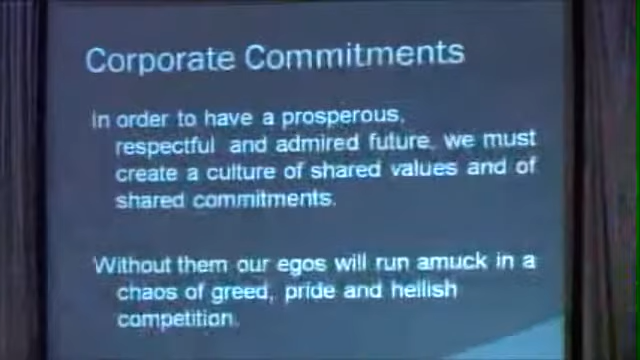 Corporate Commitments
In order to have a prosperous,
respectful and admired future, we must
create a culture of shared values and of
shared commitments.
Without them our egos will run amuck in a
chaos of greed, pride and hellish
competition.